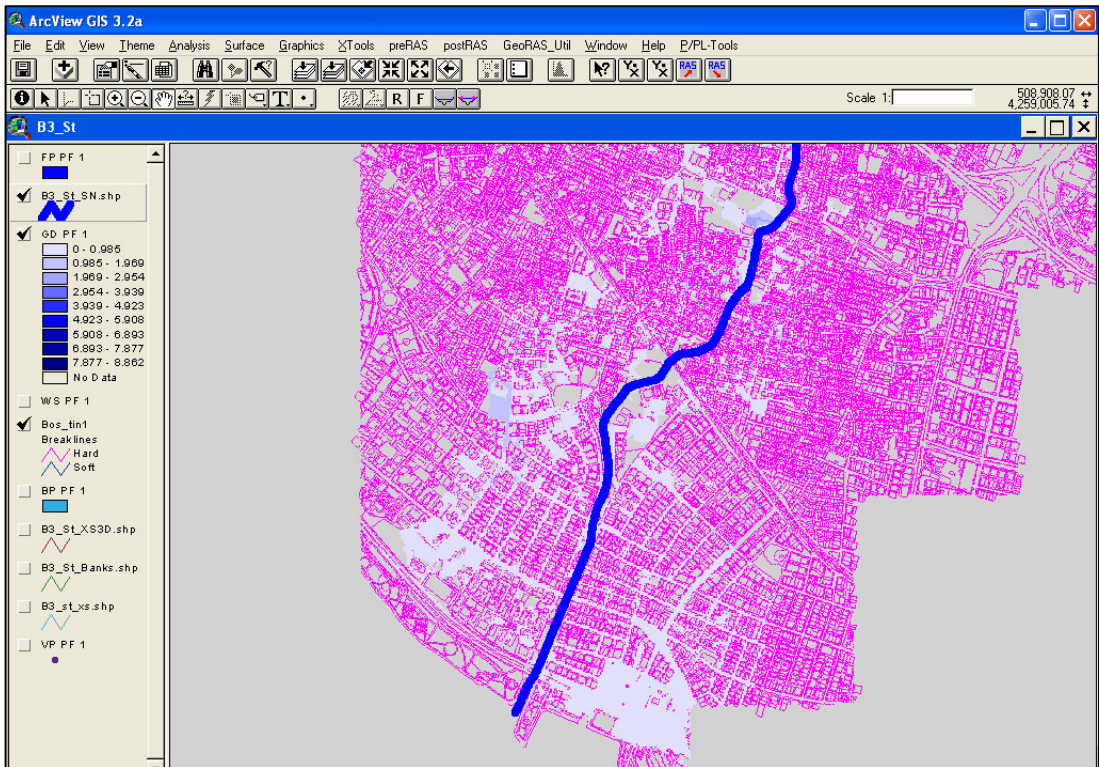 ArcView GIS 3.2a
File Edit View Theme Analysis Surface Graphics XTools preRAS postRAS GeoRAS_Util Window Help P/PL-Tools
RAS RAS
T R F Scale 1: 508,908.07
4,259,005.74
B3_St
FP PF 1
B3_St_SN.shp
GD PF 1
0 - 0.985
0.985 - 1.969
1.969 - 2.954
2.954 - 3.939
3.939 - 4.923
4.923 - 5.908
5.908 - 6.893
6.893 - 7.877
7.877 - 8.862
No Data
WS PF 1
Bos_tin1
Breaklines
Hard
Soft
BP PF 1
B3_St_XS3D.shp
B3_St_Banks.shp
B3_st_xs.shp
VP PF 1